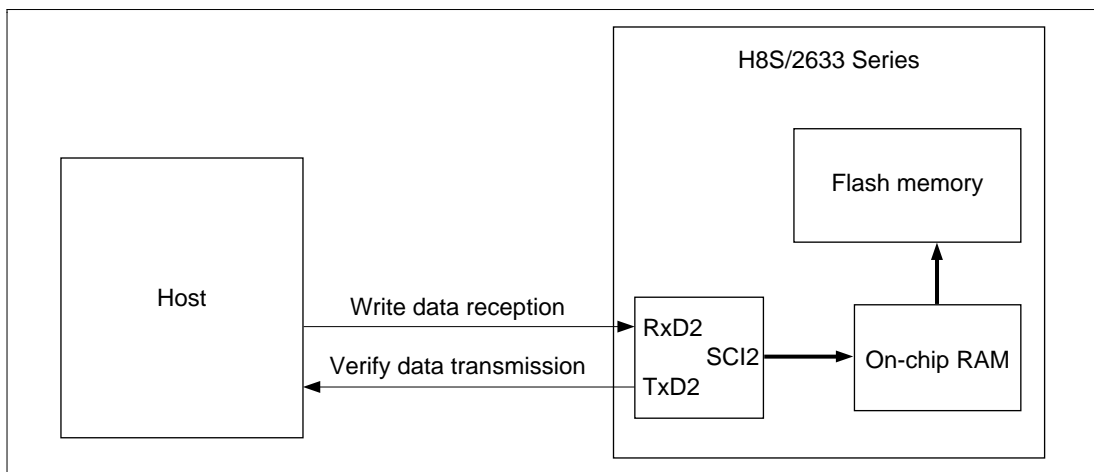 H8S/2633 Series
Flash memory
Host
Write data reception
RxD2
SCI2
On-chip RAM
Verify data transmission
TxD2